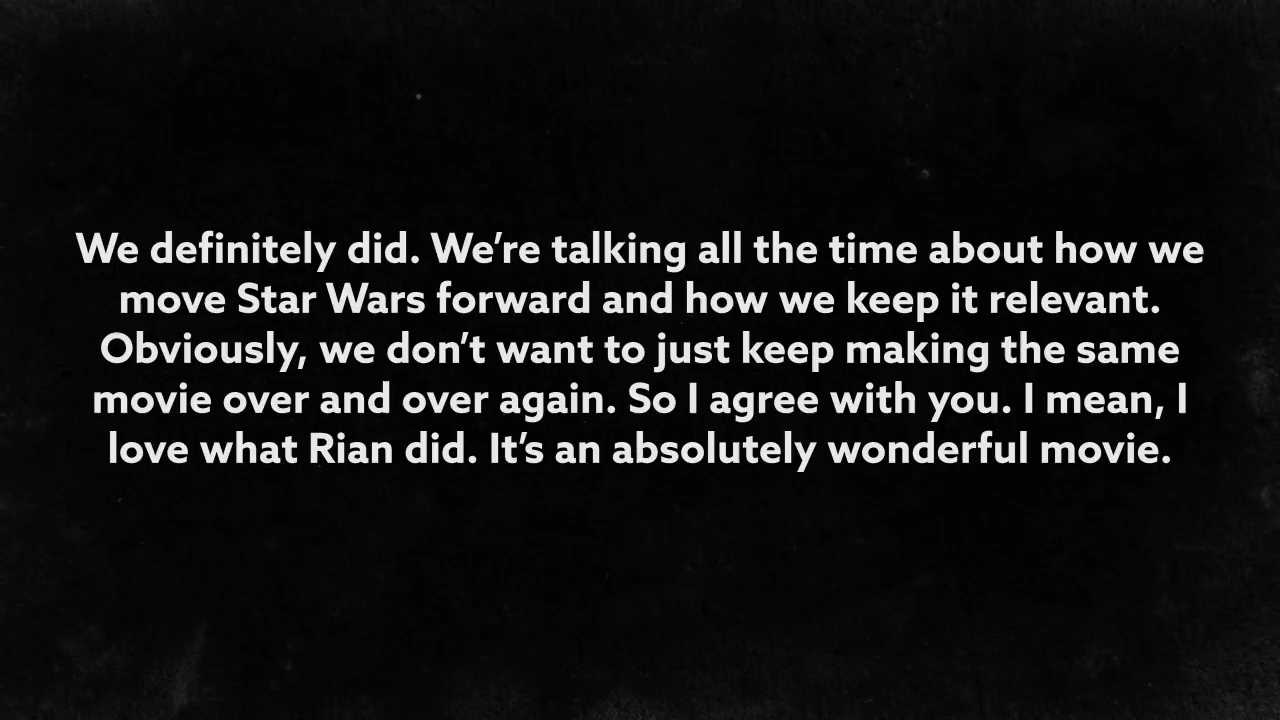 We definitely did. We’re talking all the time about how we
move Star Wars forward and how we keep it relevant.
Obviously, we don’t want to just keep making the same
movie over and over again. So I agree with you. I mean, I
love what Rian did. It’s an absolutely wonderful movie.